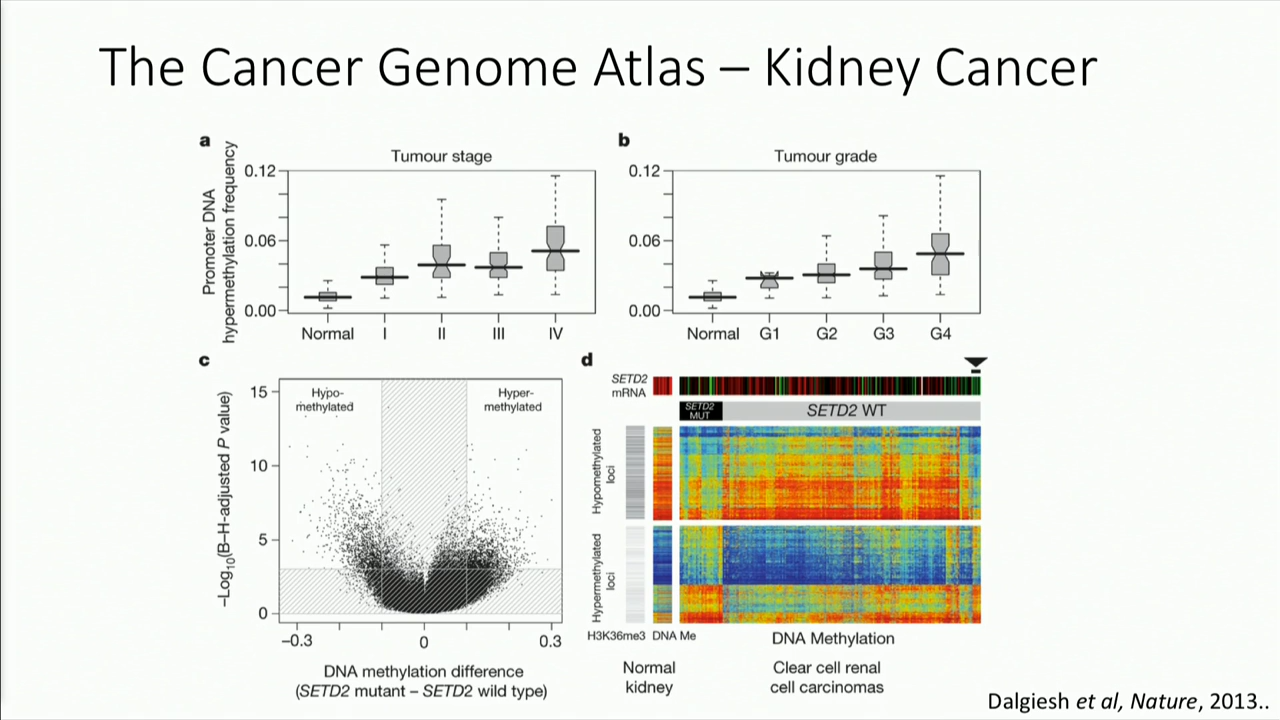 The Cancer Genome Atlas – Kidney Cancer
a
Tumour stage
Promoter DNA
hypermethylation frequency
0.12
0.06
0.00
Normal I II III IV
b
Tumour grade
0.12
0.06
0.00
Normal G1 G2 G3 G4
c
Hypo-
methylated
Hyper-
methylated
–Log10(B–H-adjusted P value)
15
10
5
0
–0.3 0 0.3
DNA methylation difference
(SETD2 mutant – SETD2 wild type)
d
SETD2
mRNA
SETD2
MUT
SETD2 WT
Hypomethylated
loci
Hypermethylated
loci
H3K36me3 DNA Me
DNA Methylation
Normal
kidney
Clear cell renal
cell carcinomas
Dalgiesh et al, Nature, 2013..